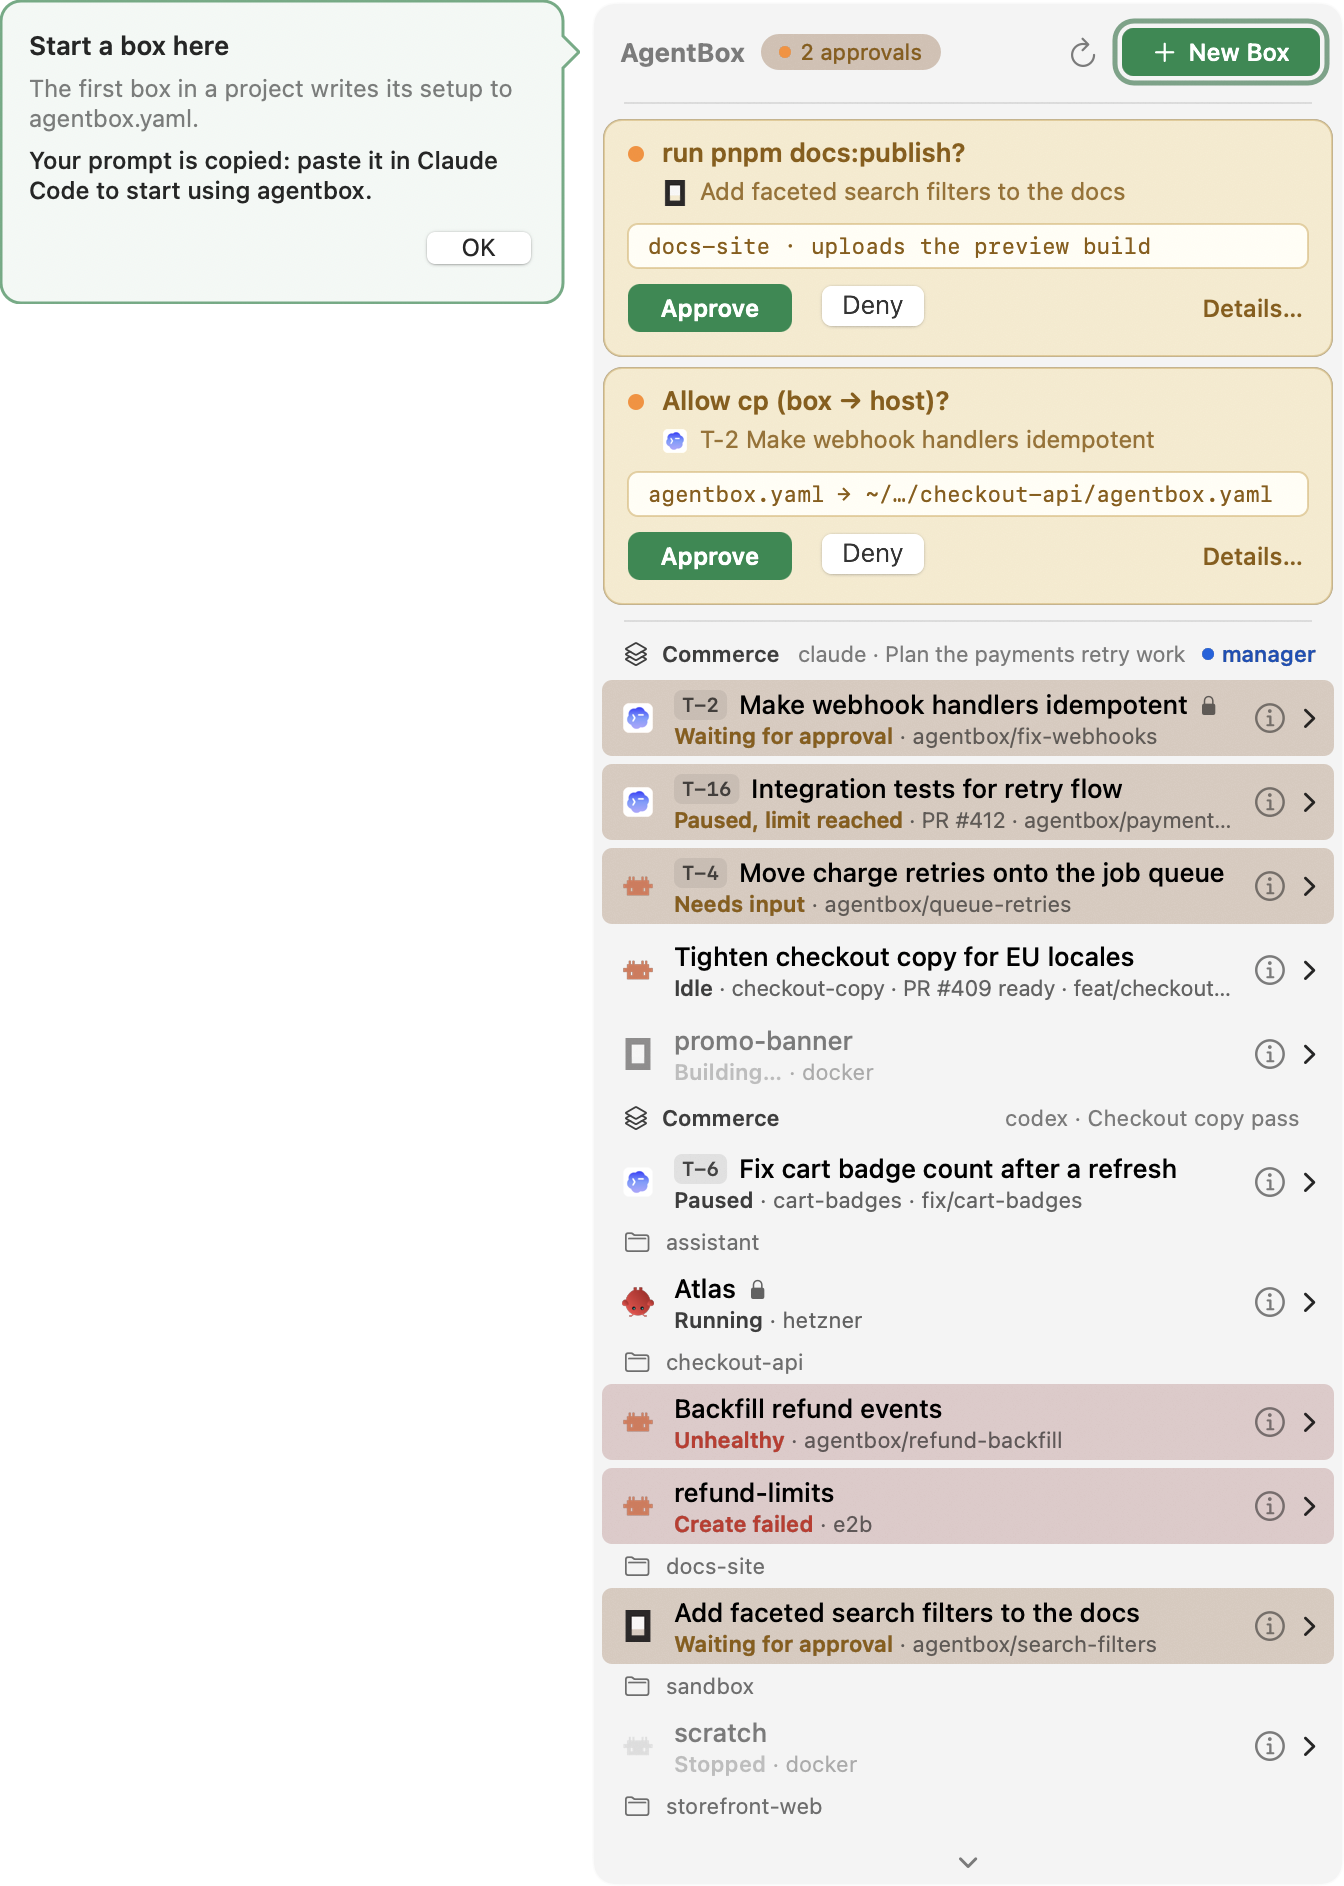 Start a box here
The first box in a project writes its setup to
agentbox.yaml.
Your prompt is copied: paste it in Claude
Code to start using agentbox.
OK
AgentBox
2 approvals
+ New Box
run pnpm docs:publish?
Add faceted search filters to the docs
docs-site · uploads the preview build
Approve
Deny
Details...
Allow cp (box → host)?
T-2 Make webhook handlers idempotent
agentbox.yaml → ~/…/checkout-api/agentbox.yaml
Approve
Deny
Details...
Commerce claude · Plan the payments retry work manager
T-2 Make webhook handlers idempotent
Waiting for approval · agentbox/fix-webhooks
T-16 Integration tests for retry flow
Paused, limit reached · PR #412 · agentbox/payment...
T-4 Move charge retries onto the job queue
Needs input · agentbox/queue-retries
Tighten checkout copy for EU locales
Idle · checkout-copy · PR #409 ready · feat/checkout...
promo-banner
Building... · docker
Commerce codex · Checkout copy pass
T-6 Fix cart badge count after a refresh
Paused · cart-badges · fix/cart-badges
assistant
Atlas
Running · hetzner
checkout-api
Backfill refund events
Unhealthy · agentbox/refund-backfill
refund-limits
Create failed · e2b
docs-site
Add faceted search filters to the docs
Waiting for approval · agentbox/search-filters
sandbox
scratch
Stopped · docker
storefront-web